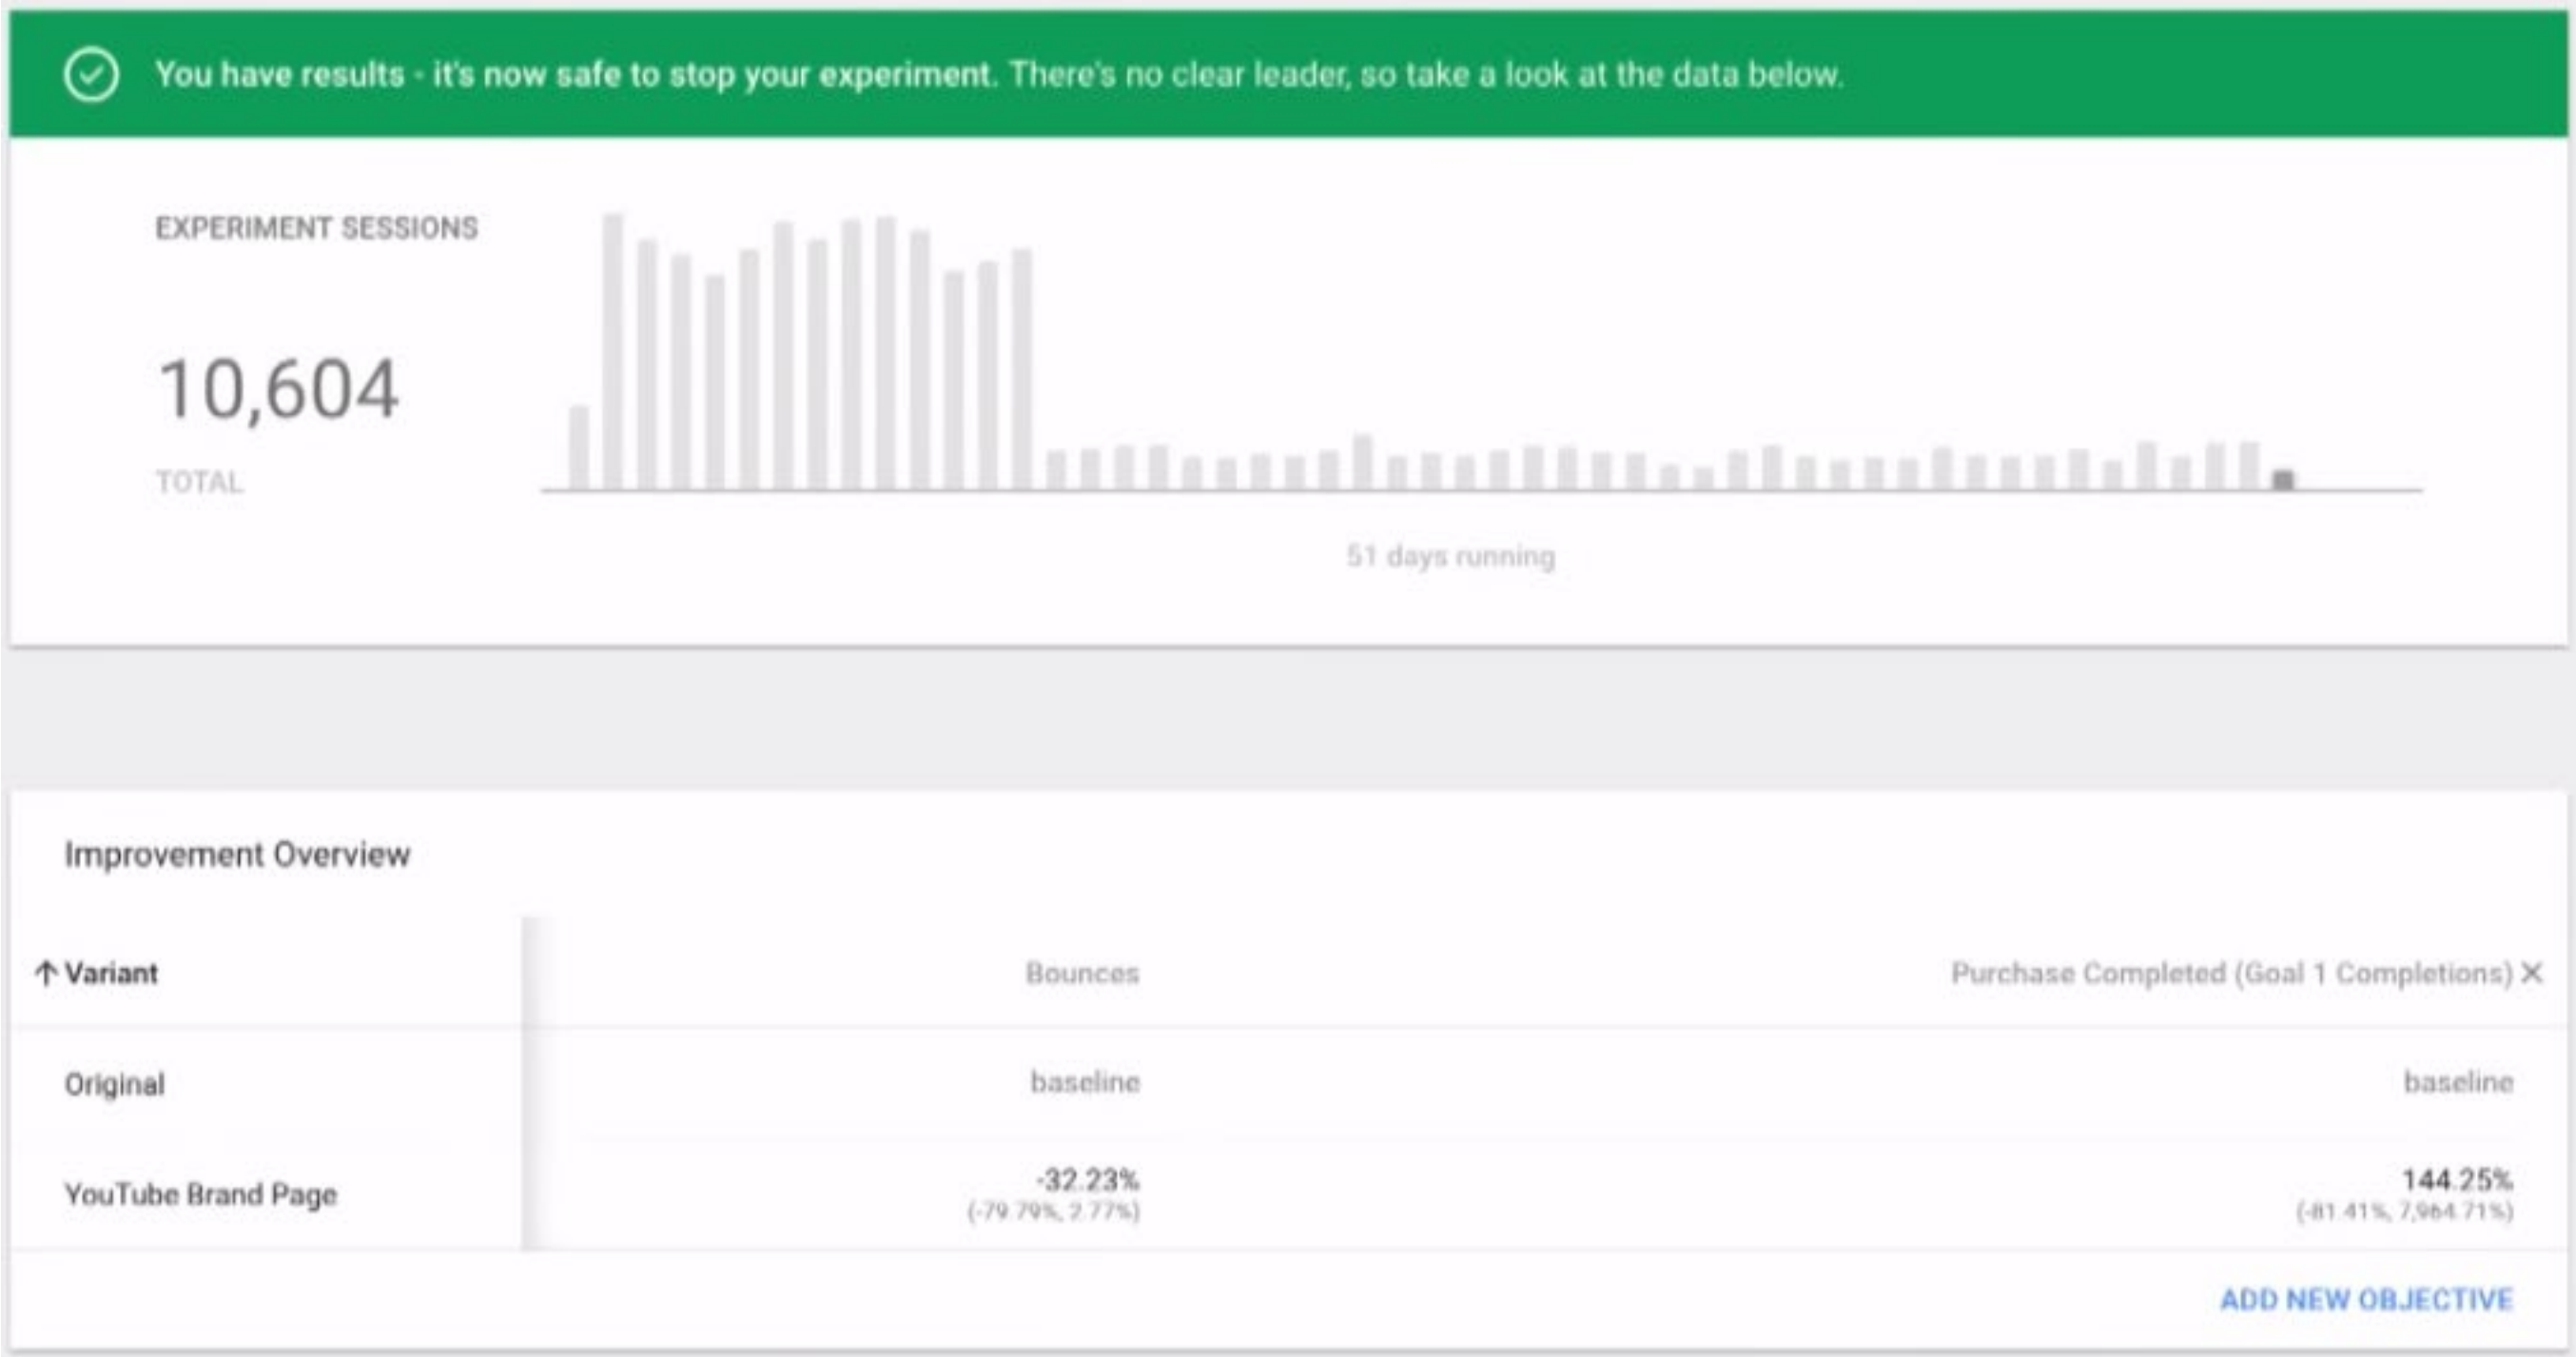 You have results - it's now safe to stop your experiment. There's no clear leader, so take a look at the data below.
EXPERIMENT SESSIONS
10,604
TOTAL
51 days running
Improvement Overview
Variant Bounces Purchase Completed (Goal 1 Completions)
Original baseline baseline
YouTube Brand Page -32.23% 144.25%
(-79.79%, 2.77%) (-81.41%, 7,964.71%)
ADD NEW OBJECTIVE